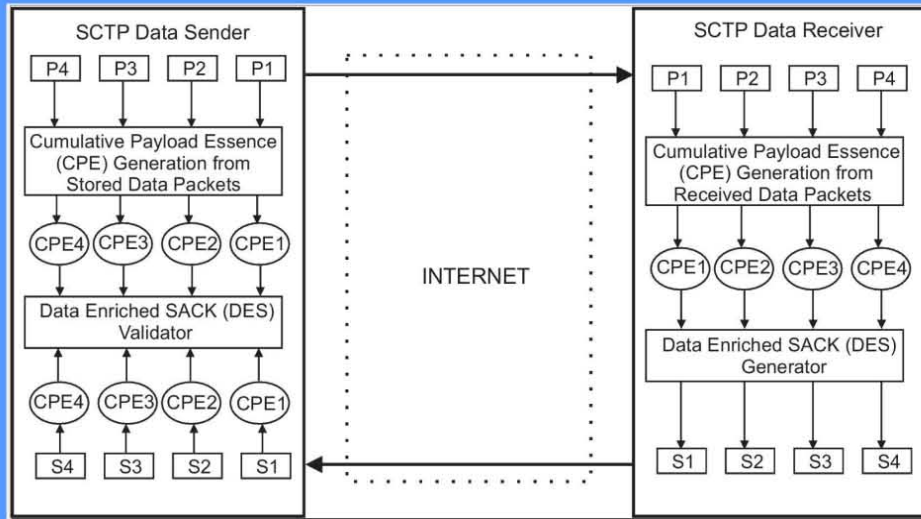 SCTP Data Sender
P4 P3 P2 P1
Cumulative Payload Essence
(CPE) Generation from
Stored Data Packets
CPE4 CPE3 CPE2 CPE1
Data Enriched SACK (DES)
Validator
CPE4 CPE3 CPE2 CPE1
S4 S3 S2 S1
INTERNET
SCTP Data Receiver
P1 P2 P3 P4
Cumulative Payload Essence
(CPE) Generation from
Received Data Packets
CPE1 CPE2 CPE3 CPE4
Data Enriched SACK (DES)
Generator
S1 S2 S3 S4